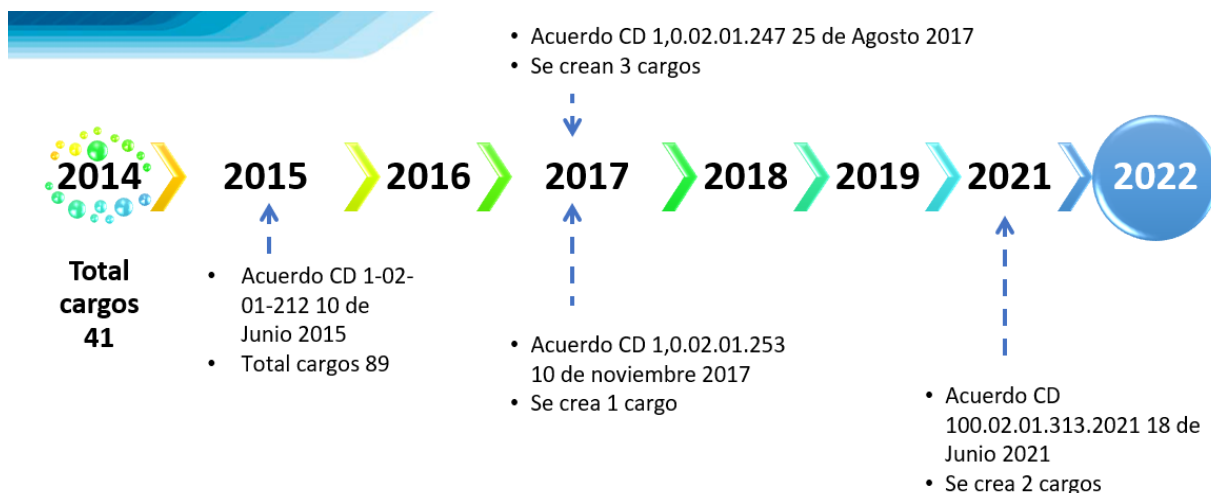 • Acuerdo CD 1,0.02.01.247 25 de Agosto 2017
• Se crean 3 cargos
2014 2015 2016 2017 2018 2019 2021 2022
Total
cargos
41
• Acuerdo CD 1-02-
01-212 10 de
Junio 2015
• Total cargos 89
• Acuerdo CD 1,0.02.01.253
10 de noviembre 2017
• Se crea 1 cargo
• Acuerdo CD
100.02.01.313.2021 18 de
Junio 2021
• Se crea 2 cargos